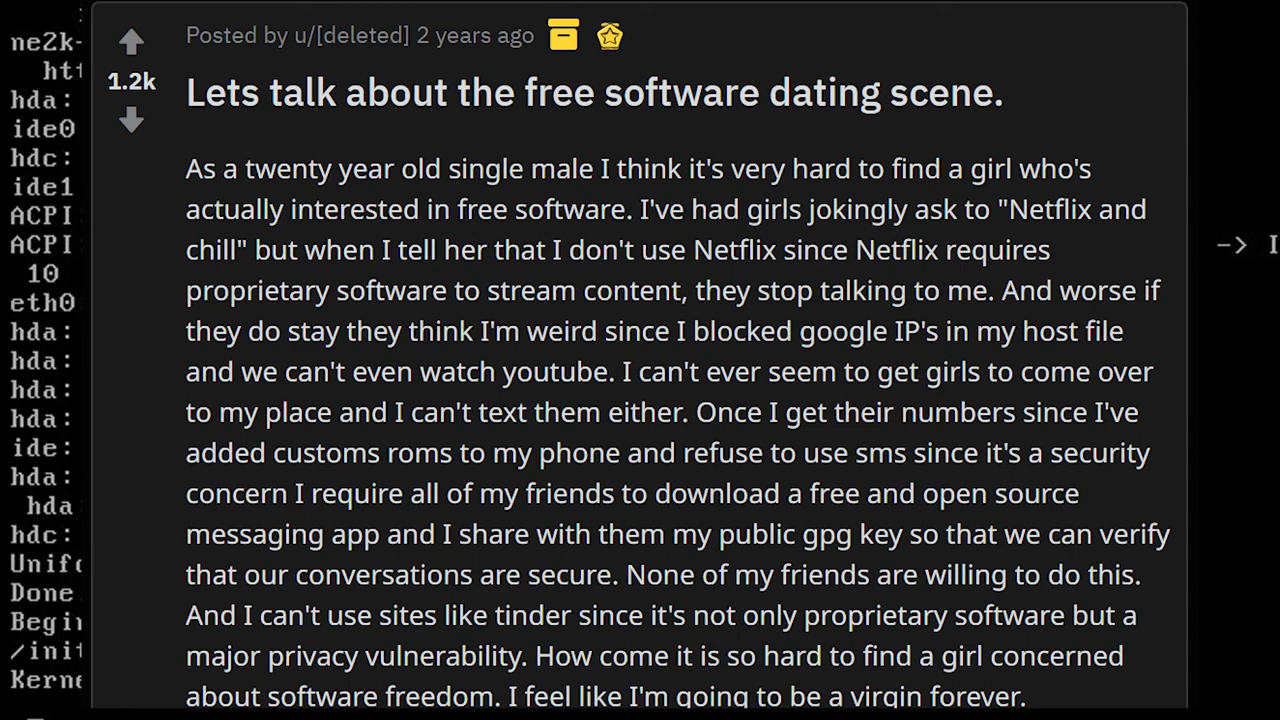 Posted by u/[deleted] 2 years ago
1.2k
Lets talk about the free software dating scene.
As a twenty year old single male I think it's very hard to find a girl who's
actually interested in free software. I've had girls jokingly ask to "Netflix and
chill" but when I tell her that I don't use Netflix since Netflix requires
proprietary software to stream content, they stop talking to me. And worse if
they do stay they think I'm weird since I blocked google IP's in my host file
and we can't even watch youtube. I can't ever seem to get girls to come over
to my place and I can't text them either. Once I get their numbers since I've
added customs roms to my phone and refuse to use sms since it's a security
concern I require all of my friends to download a free and open source
messaging app and I share with them my public gpg key so that we can verify
that our conversations are secure. None of my friends are willing to do this.
And I can't use sites like tinder since it's not only proprietary software but a
major privacy vulnerability. How come it is so hard to find a girl concerned
about software freedom. I feel like I'm going to be a virgin forever.
ne2k-
htt
hda:
ide0
hdc:
ide1
ACPI
ACPI
10
eth0
hda:
hda:
hda:
hda:
ide:
hda:
hda
hdc:
Unifo
Done
Begin
/init
Kerne
-> I